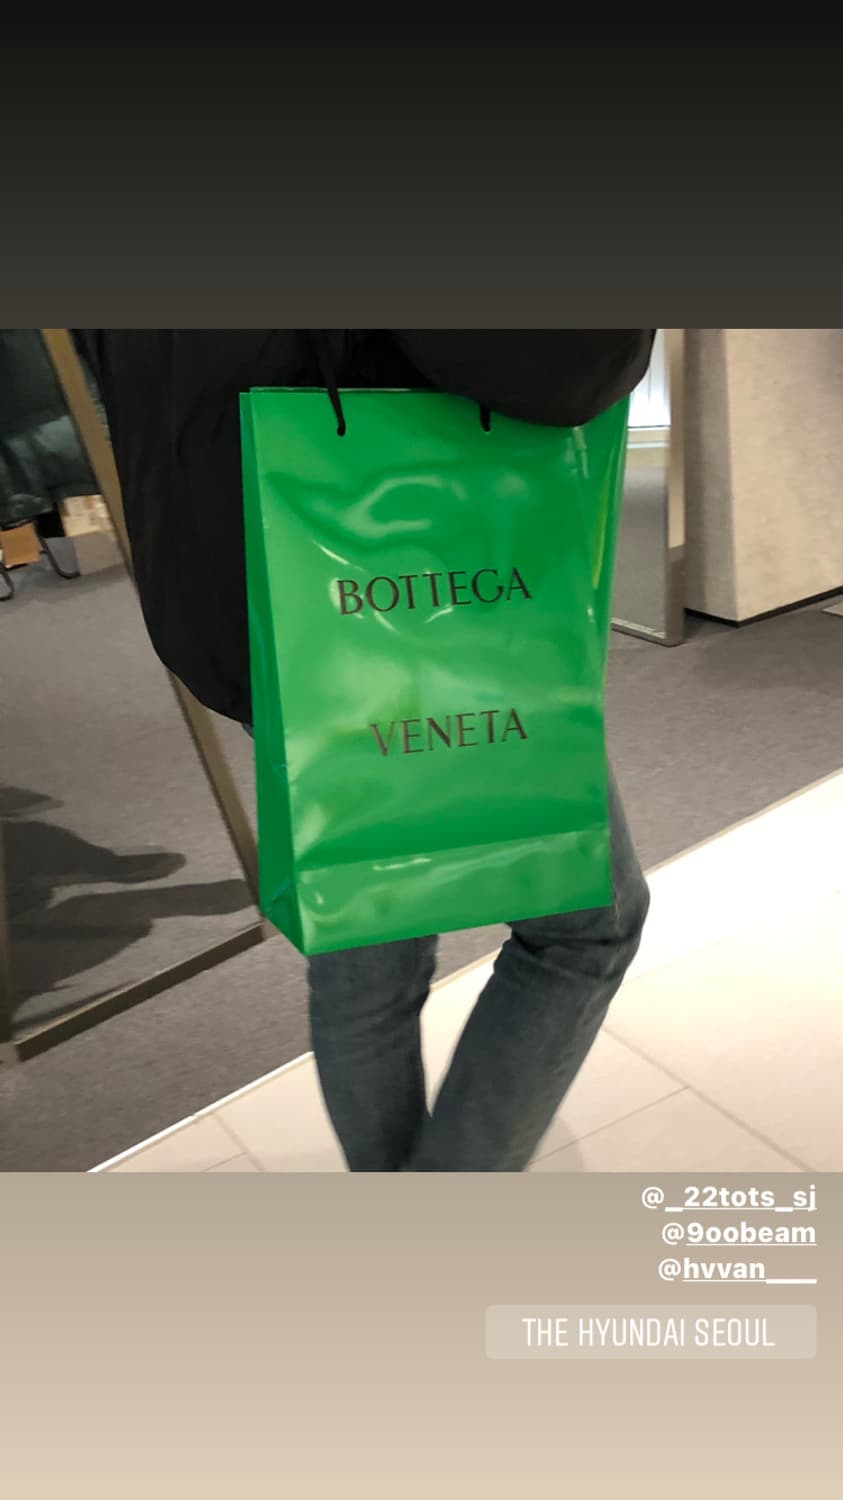 BOTTEGA
VENETA
@_22tots_sj
@9oobeam
@hvvan___
THE HYUNDAI SEOUL